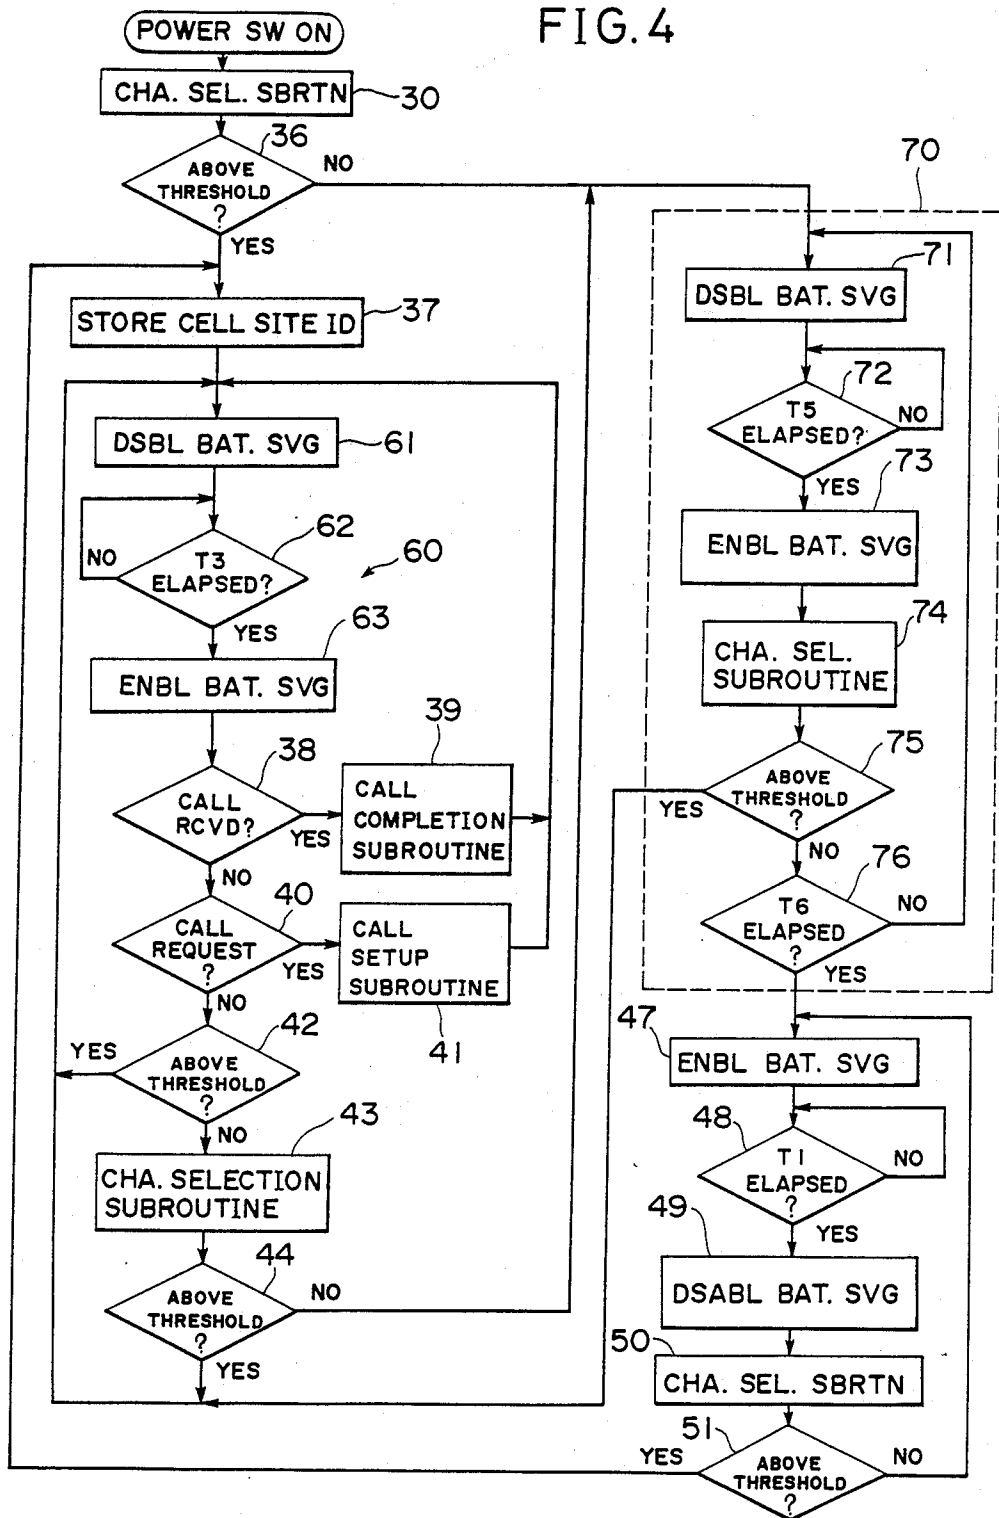 FIG. 4
POWER SW ON
CHA. SEL. SBRTN
30
36
ABOVE
THRESHOLD
?
NO
YES
STORE CELL SITE ID
37
DSBL BAT. SVG
61
62
T3
ELAPSED?
NO
YES
60
63
ENBL BAT. SVG
38
CALL
RCVD?
YES
NO
39
CALL
COMPLETION
SUBROUTINE
40
CALL
REQUEST
?
YES
NO
CALL
SETUP
SUBROUTINE
41
42
YES
ABOVE
THRESHOLD
?
NO
43
CHA. SELECTION
SUBROUTINE
44
ABOVE
THRESHOLD
?
NO
YES
70
71
DSBL BAT. SVG
72
T5
ELAPSED?
NO
YES
73
ENBL BAT. SVG
74
CHA. SEL.
SUBROUTINE
75
ABOVE
THRESHOLD
?
YES
NO
76
T6
ELAPSED
?
NO
YES
47
ENBL BAT. SVG
48
T1
ELAPSED
?
NO
YES
49
DSABL BAT. SVG
50
CHA. SEL. SBRTN
51
YES
ABOVE
THRESHOLD
?
NO